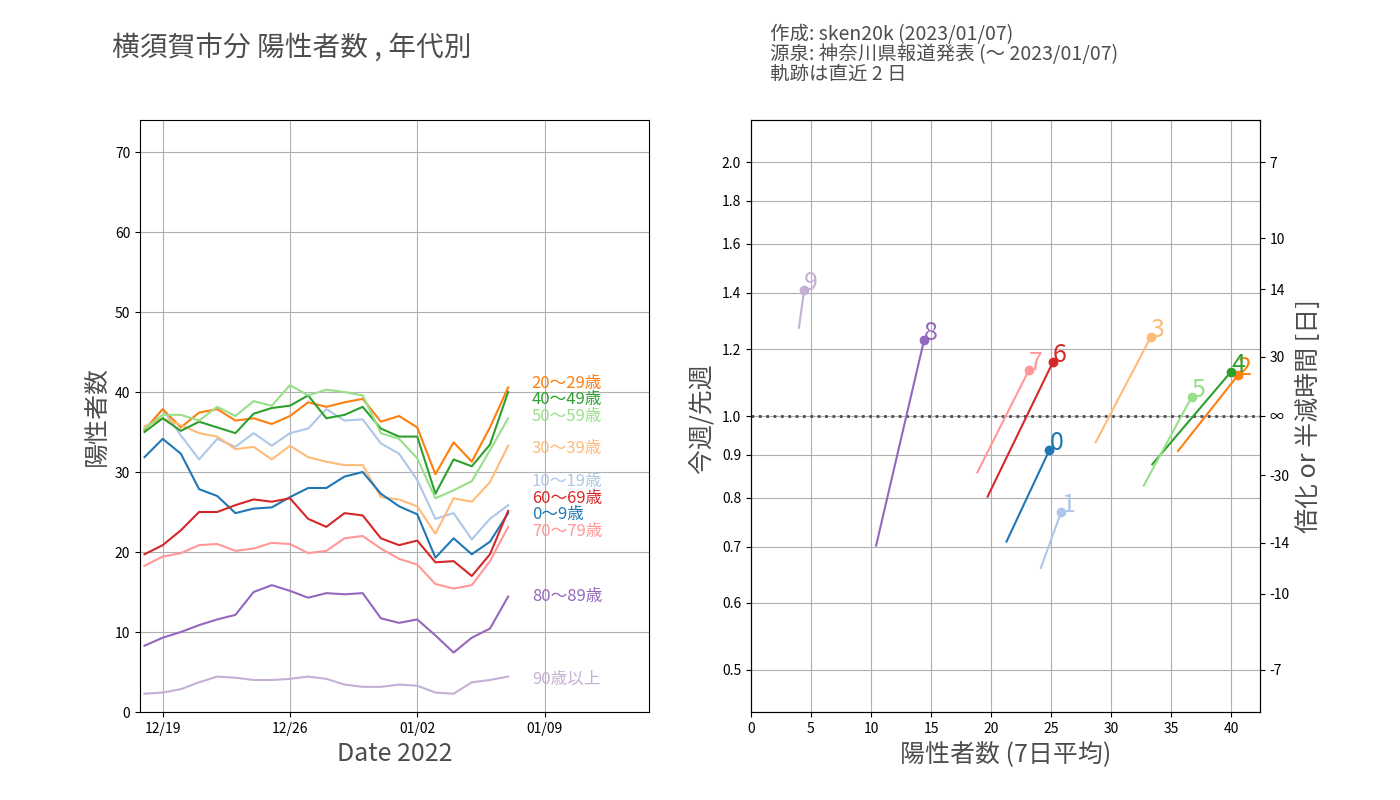 横須賀市分 陽性者数 , 年代別
作成: sken20k (2023/01/07)
源泉: 神奈川県報道発表 (〜 2023/01/07)
軌跡は直近 2 日
陽性者数
70
60
50
40
30
20
10
0
12/19
12/26
01/02
01/09
Date 2022
20〜29歳
40〜49歳
50〜59歳
30〜39歳
10〜19歳
60〜69歳
0〜9歳
70〜79歳
80〜89歳
90歳以上
今週/先週
2.0
1.8
1.6
1.4
1.2
1.0
0.9
0.8
0.7
0.6
0.5
9
8
7
6
3
5
4
2
0
1
0
5
10
15
20
25
30
35
40
陽性者数 (7日平均)
7
10
14
30
∞
-30
-14
-10
-7
倍化 or 半減時間 [日]